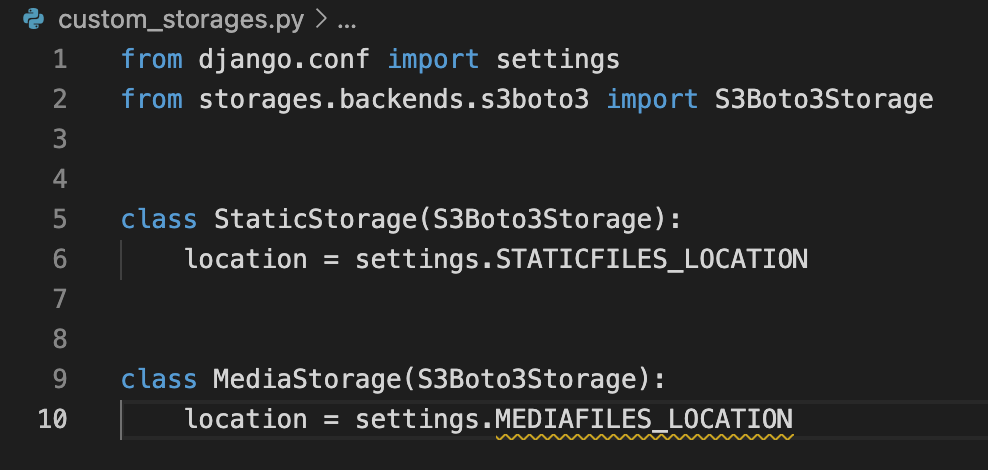 custom_storages.py > ...
1 from django.conf import settings
2 from storages.backends.s3boto3 import S3Boto3Storage
3
4
5 class StaticStorage(S3Boto3Storage):
6     location = settings.STATICFILES_LOCATION
7
8
9 class MediaStorage(S3Boto3Storage):
10     location = settings.MEDIAFILES_LOCATION